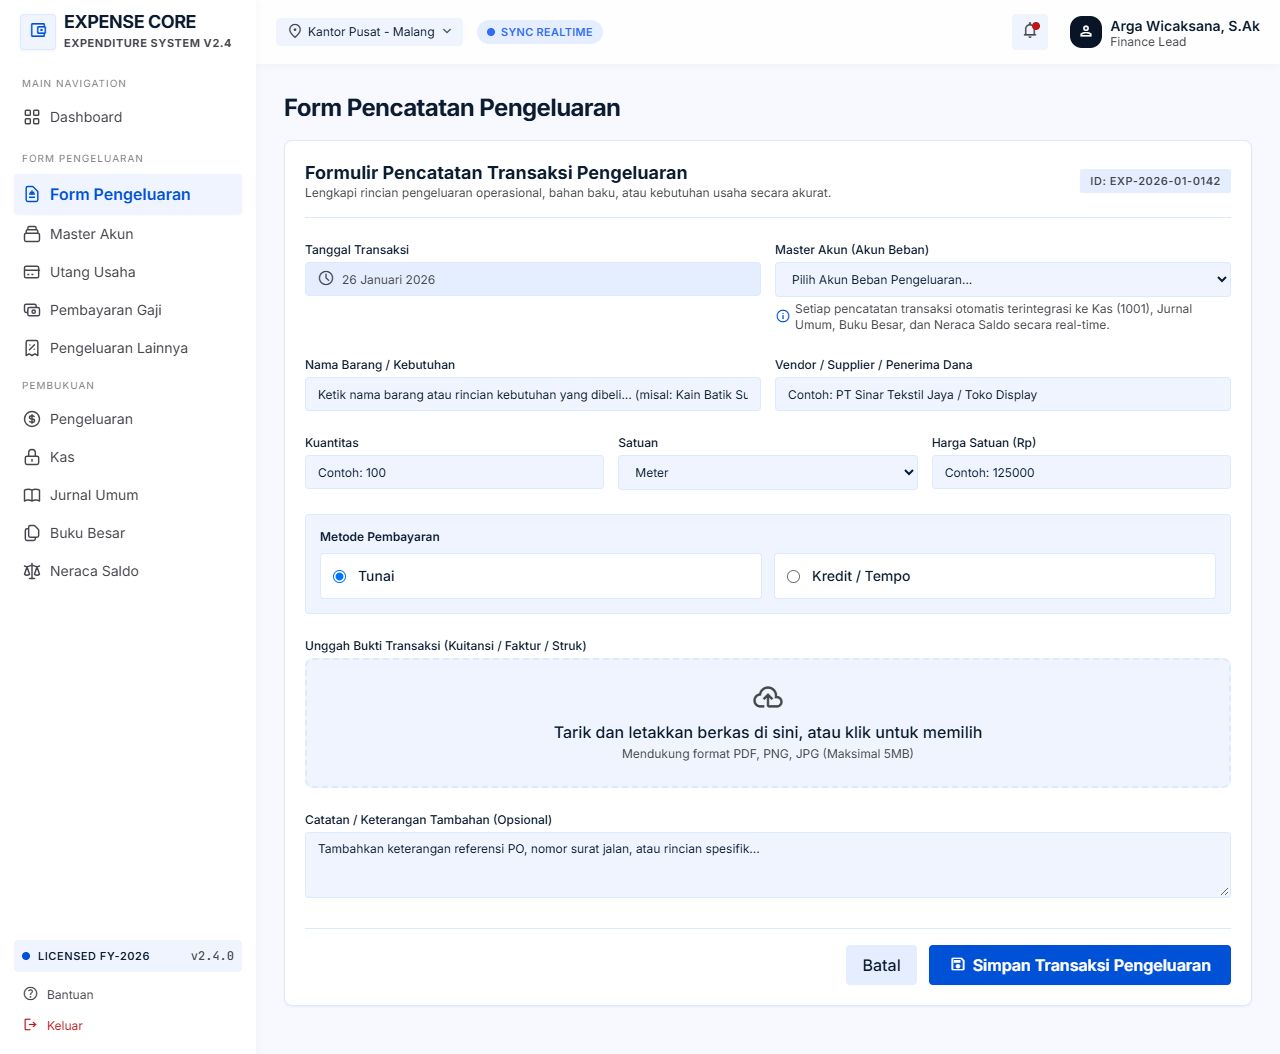 EXPENSE CORE
EXPENDITURE SYSTEM V2.4
MAIN NAVIGATION
Dashboard
FORM PENGELUARAN
Form Pengeluaran
Master Akun
Utang Usaha
Pembayaran Gaji
Pengeluaran Lainnya
PEMBUKUAN
Pengeluaran
Kas
Jurnal Umum
Buku Besar
Neraca Saldo
LICENSED FY-2026 v2.4.0
Bantuan
Keluar
Kantor Pusat - Malang
SYNC REALTIME
Arga Wicaksana, S.Ak
Finance Lead
Form Pencatatan Pengeluaran
Formulir Pencatatan Transaksi Pengeluaran
Lengkapi rincian pengeluaran operasional, bahan baku, atau kebutuhan usaha secara akurat.
ID: EXP-2026-01-0142
Tanggal Transaksi
26 Januari 2026
Master Akun (Akun Beban)
Pilih Akun Beban Pengeluaran...
Setiap pencatatan transaksi otomatis terintegrasi ke Kas (1001), Jurnal
Umum, Buku Besar, dan Neraca Saldo secara real-time.
Nama Barang / Kebutuhan
Ketik nama barang atau rincian kebutuhan yang dibeli... (misal: Kain Batik Su
Vendor / Supplier / Penerima Dana
Contoh: PT Sinar Tekstil Jaya / Toko Display
Kuantitas
Contoh: 100
Satuan
Meter
Harga Satuan (Rp)
Contoh: 125000
Metode Pembayaran
Tunai
Kredit / Tempo
Unggah Bukti Transaksi (Kuitansi / Faktur / Struk)
Tarik dan letakkan berkas di sini, atau klik untuk memilih
Mendukung format PDF, PNG, JPG (Maksimal 5MB)
Catatan / Keterangan Tambahan (Opsional)
Tambahkan keterangan referensi PO, nomor surat jalan, atau rincian spesifik...
Batal
Simpan Transaksi Pengeluaran